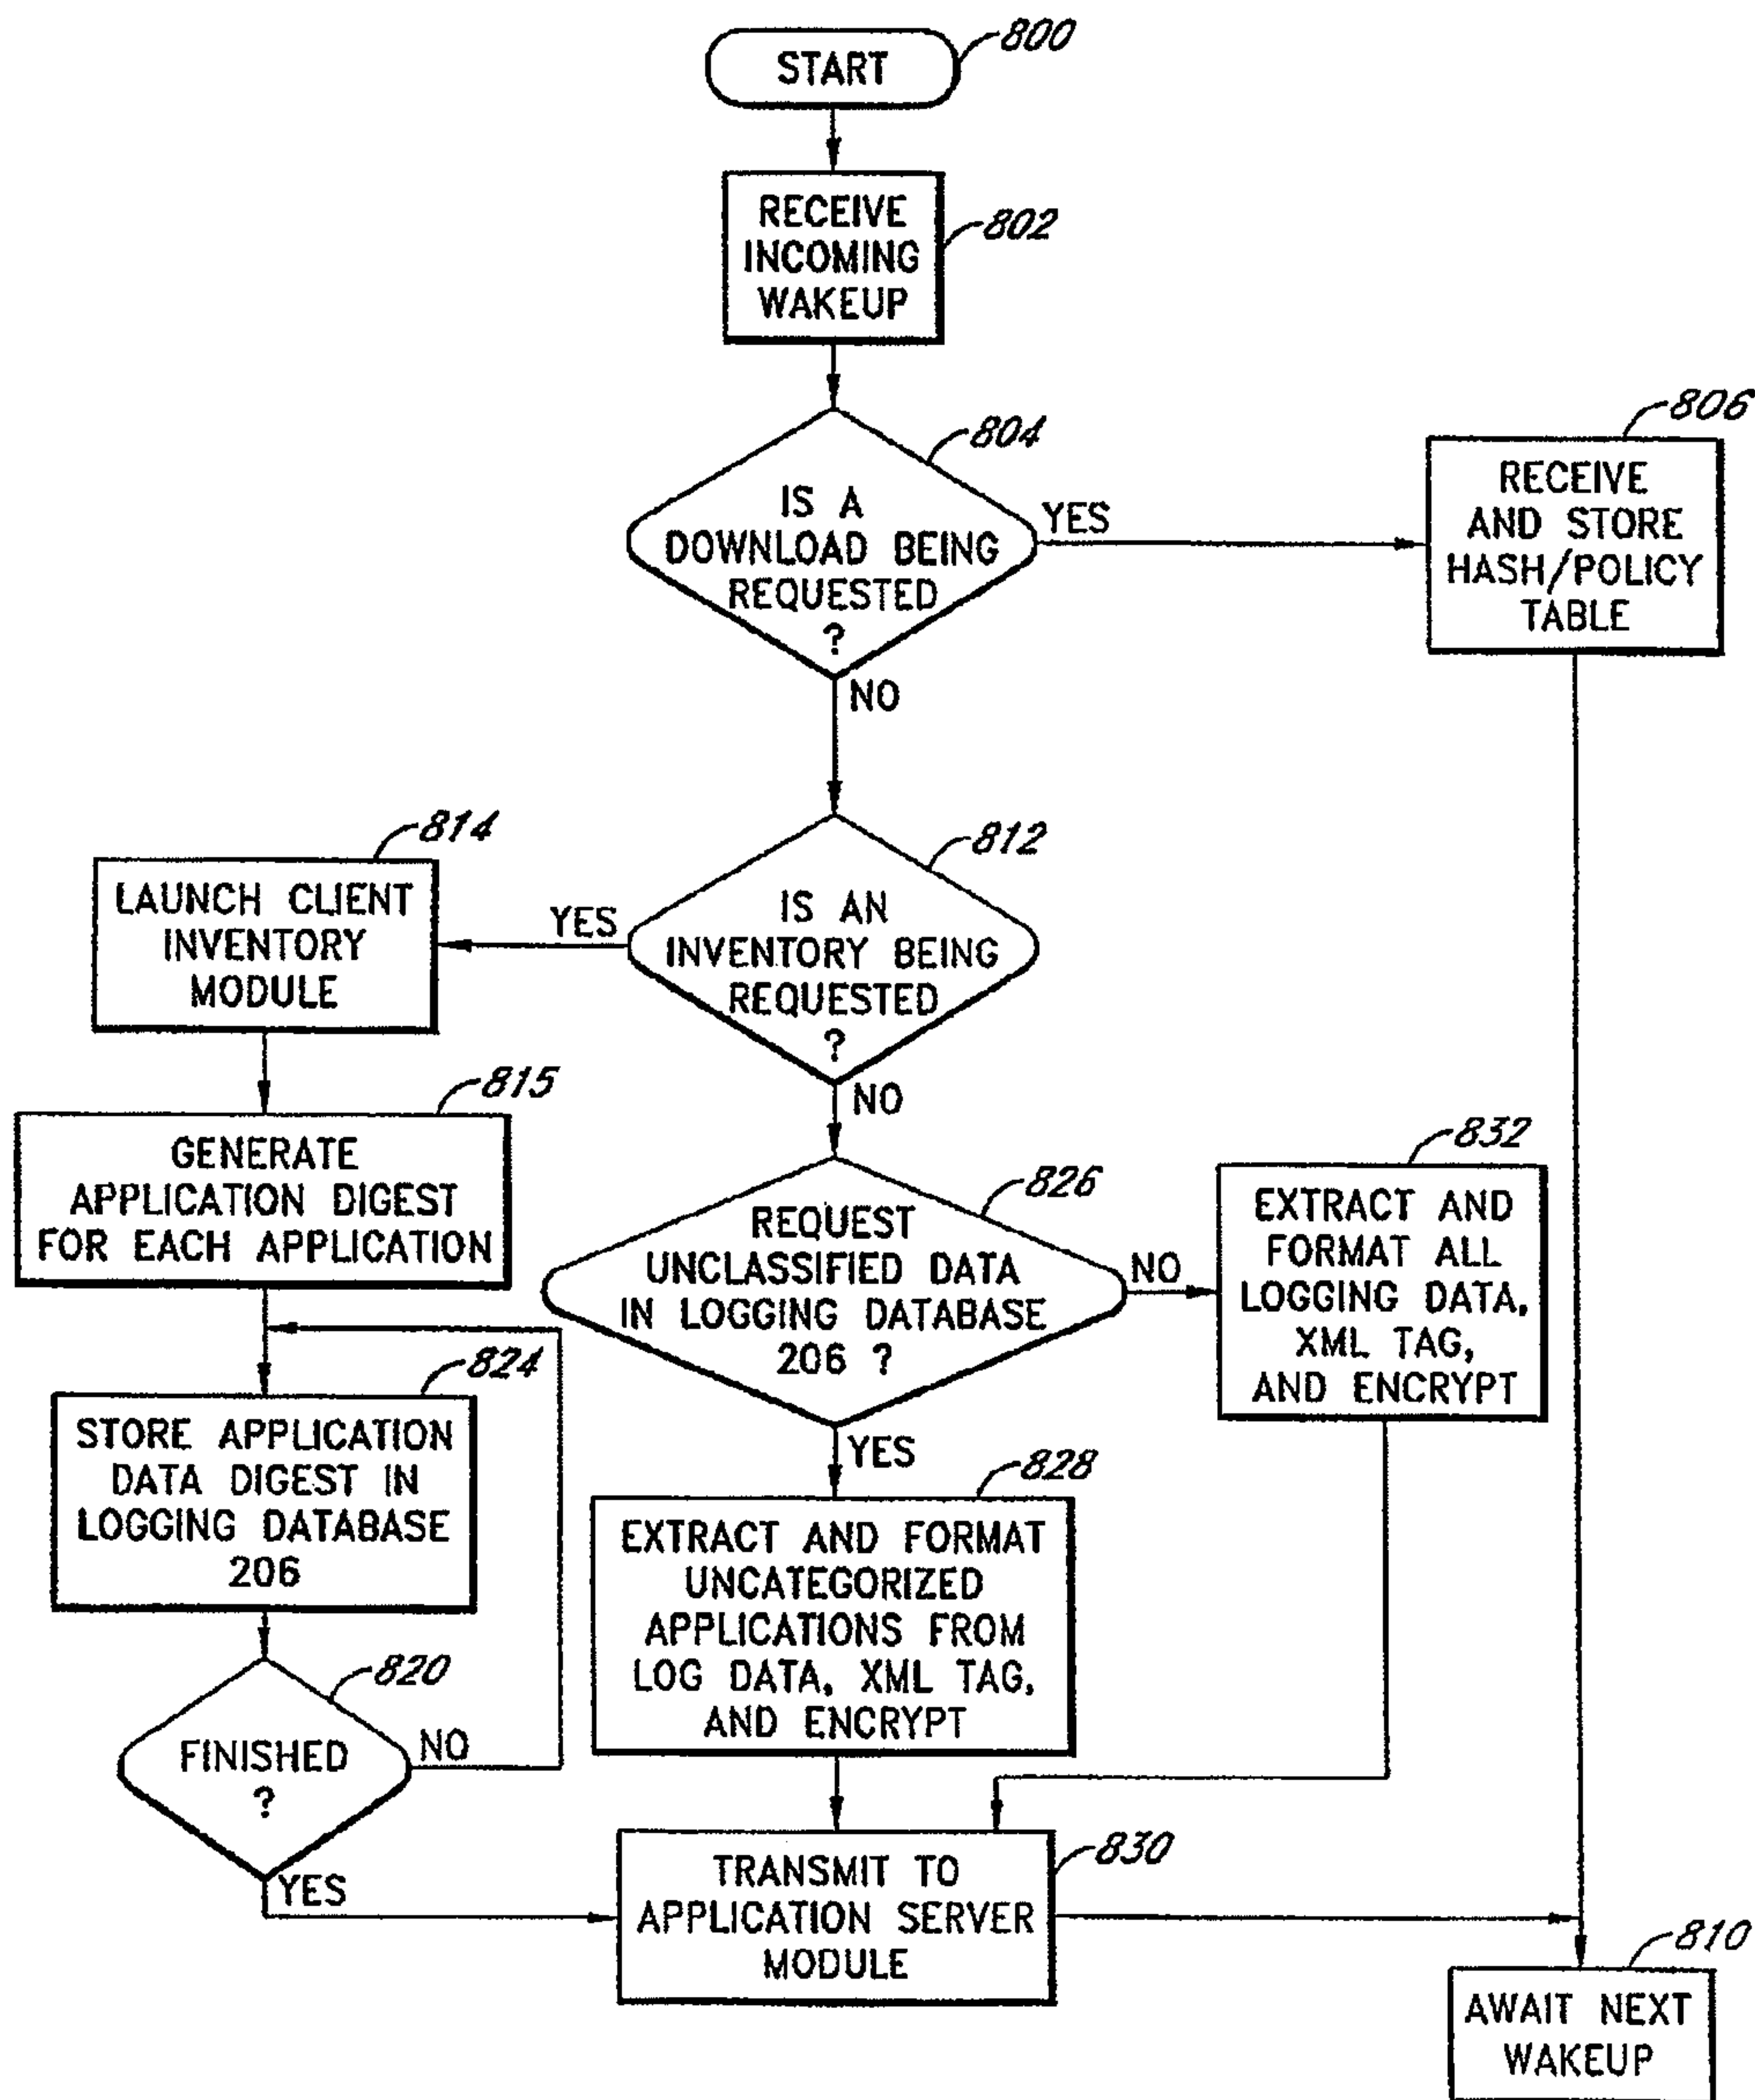 800
START
RECEIVE
INCOMING
WAKEUP
802
804
IS A
DOWNLOAD BEING
REQUESTED
?
YES
NO
806
RECEIVE
AND STORE
HASH/POLICY
TABLE
812
IS AN
INVENTORY BEING
REQUESTED
?
YES
NO
814
LAUNCH CLIENT
INVENTORY
MODULE
815
GENERATE
APPLICATION DIGEST
FOR EACH APPLICATION
824
STORE APPLICATION
DATA DIGEST IN
LOGGING DATABASE
206
820
FINISHED
?
NO
YES
826
REQUEST
UNCLASSIFIED DATA
IN LOGGING DATABASE
206 ?
NO
YES
832
EXTRACT AND
FORMAT ALL
LOGGING DATA,
XML TAG,
AND ENCRYPT
828
EXTRACT AND FORMAT
UNCATEGORIZED
APPLICATIONS FROM
LOG DATA, XML TAG,
AND ENCRYPT
830
TRANSMIT TO
APPLICATION SERVER
MODULE
810
AWAIT NEXT
WAKEUP